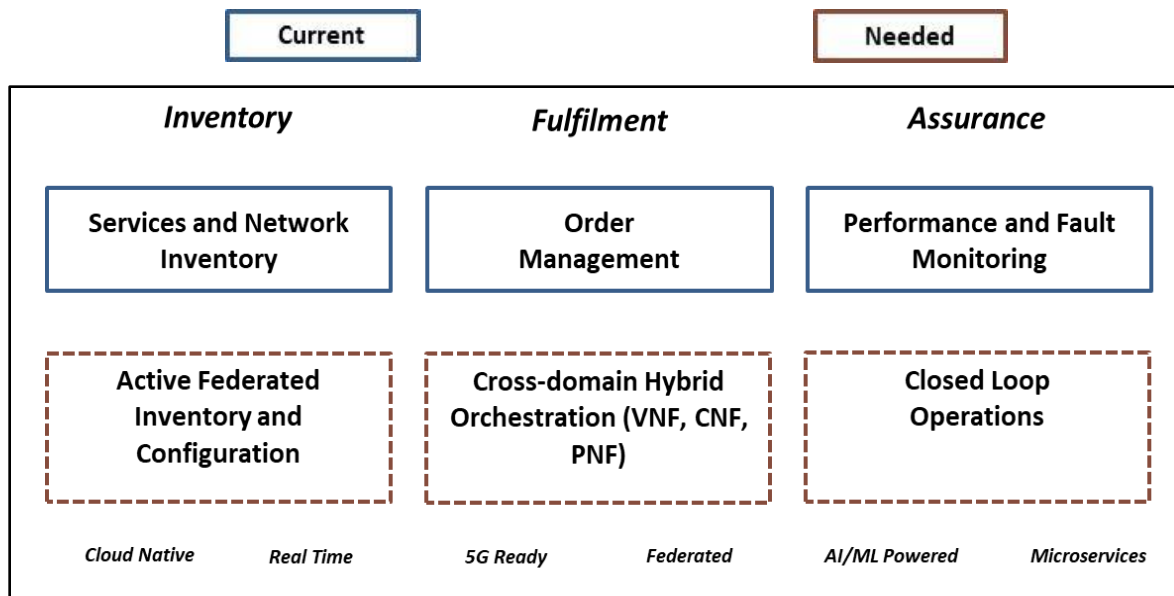 Current
Needed
Inventory
Fulfilment
Assurance
Services and Network
Inventory
Order
Management
Performance and Fault
Monitoring
Active Federated
Inventory and
Configuration
Cross-domain Hybrid
Orchestration (VNF, CNF,
PNF)
Closed Loop
Operations
Cloud Native
Real Time
5G Ready
Federated
AI/ML Powered
Microservices